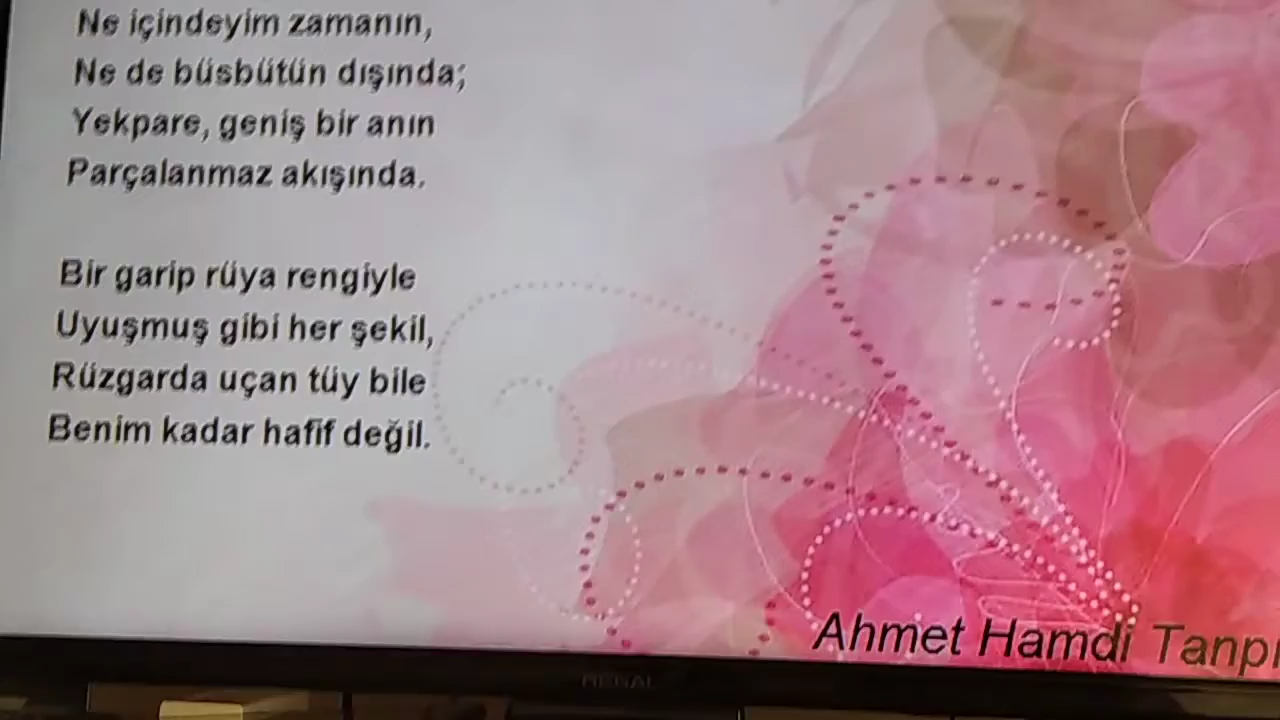 Ne içindeyim zamanın,
Ne de büsbütün dışında;
Yekpare, geniş bir anın
Parçalanmaz akışında.
Bir garip rüya rengiyle
Uyuşmuş gibi her şekil,
Rüzgarda uçan tüy bile
Benim kadar hafif değil.
Ahmet Hamdi Tanpı